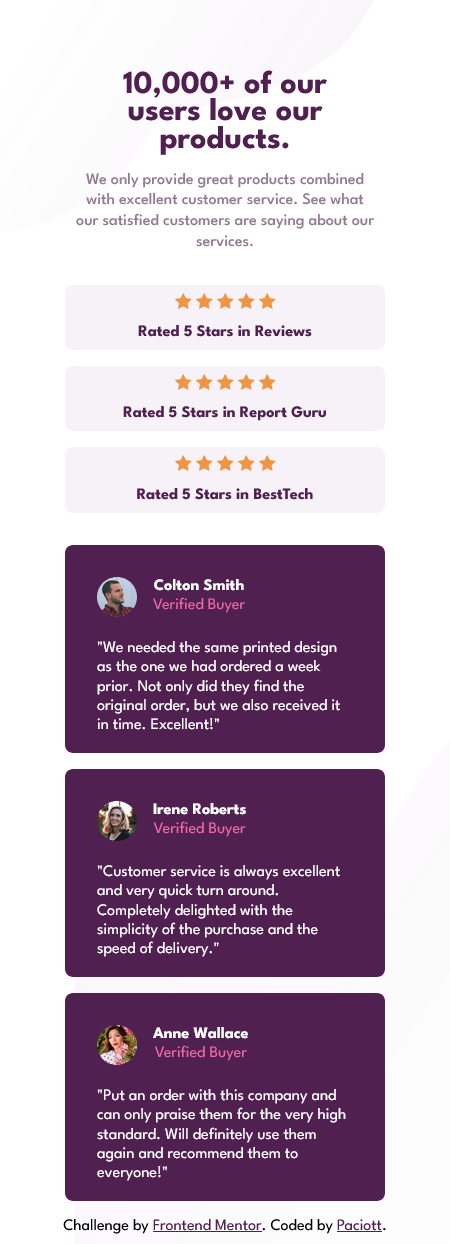 10,000+ of our
users love our
products.
We only provide great products combined
with excellent customer service. See what
our satisfied customers are saying about our
services.
Rated 5 Stars in Reviews
Rated 5 Stars in Report Guru
Rated 5 Stars in BestTech
Colton Smith
Verified Buyer
"We needed the same printed design
as the one we had ordered a week
prior. Not only did they find the
original order, but we also received it
in time. Excellent!"
Irene Roberts
Verified Buyer
"Customer service is always excellent
and very quick turn around.
Completely delighted with the
simplicity of the purchase and the
speed of delivery."
Anne Wallace
Verified Buyer
"Put an order with this company and
can only praise them for the very high
standard. Will definitely use them
again and recommend them to
everyone!"
Challenge by Frontend Mentor. Coded by Paciott.